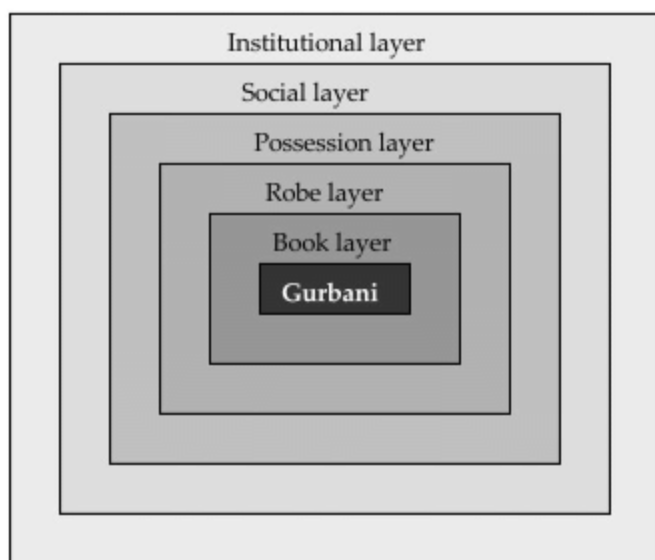 Institutional layer
Social layer
Possession layer
Robe layer
Book layer
Gurbani